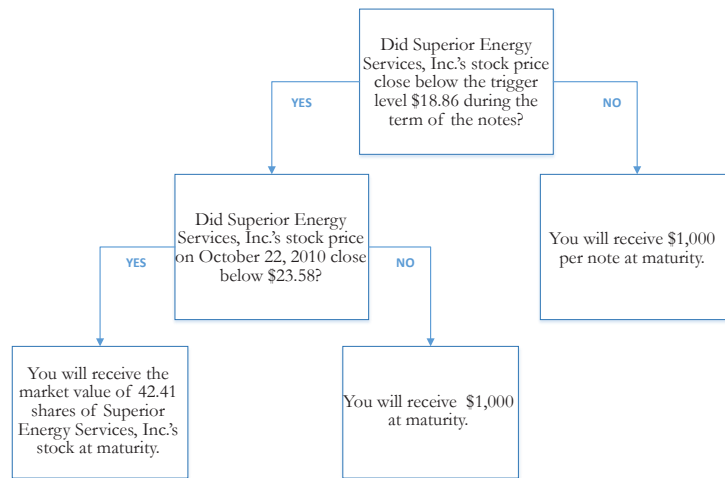 Did Superior Energy
Services, Inc.'s stock price
close below the trigger
level $18.86 during the
term of the notes?
YES
NO
Did Superior Energy
Services, Inc.'s stock price
on October 22, 2010 close
below $23.58?
You will receive $1,000
per note at maturity.
YES
NO
You will receive the
market value of 42.41
shares of Superior
Energy Services, Inc.'s
stock at maturity.
You will receive $1,000
at maturity.